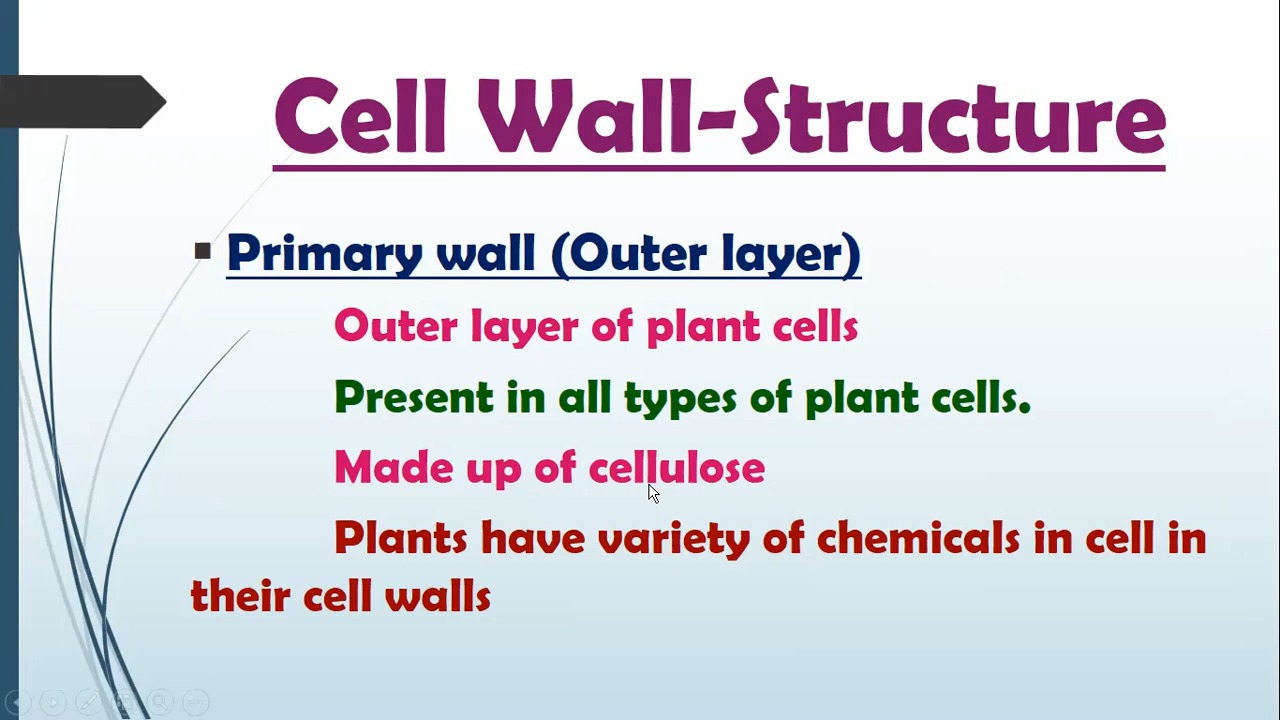 Cell Wall-Structure
Primary wall (Outer layer)
Outer layer of plant cells
Present in all types of plant cells.
Made up of cellulose
Plants have variety of chemicals in cell in
their cell walls